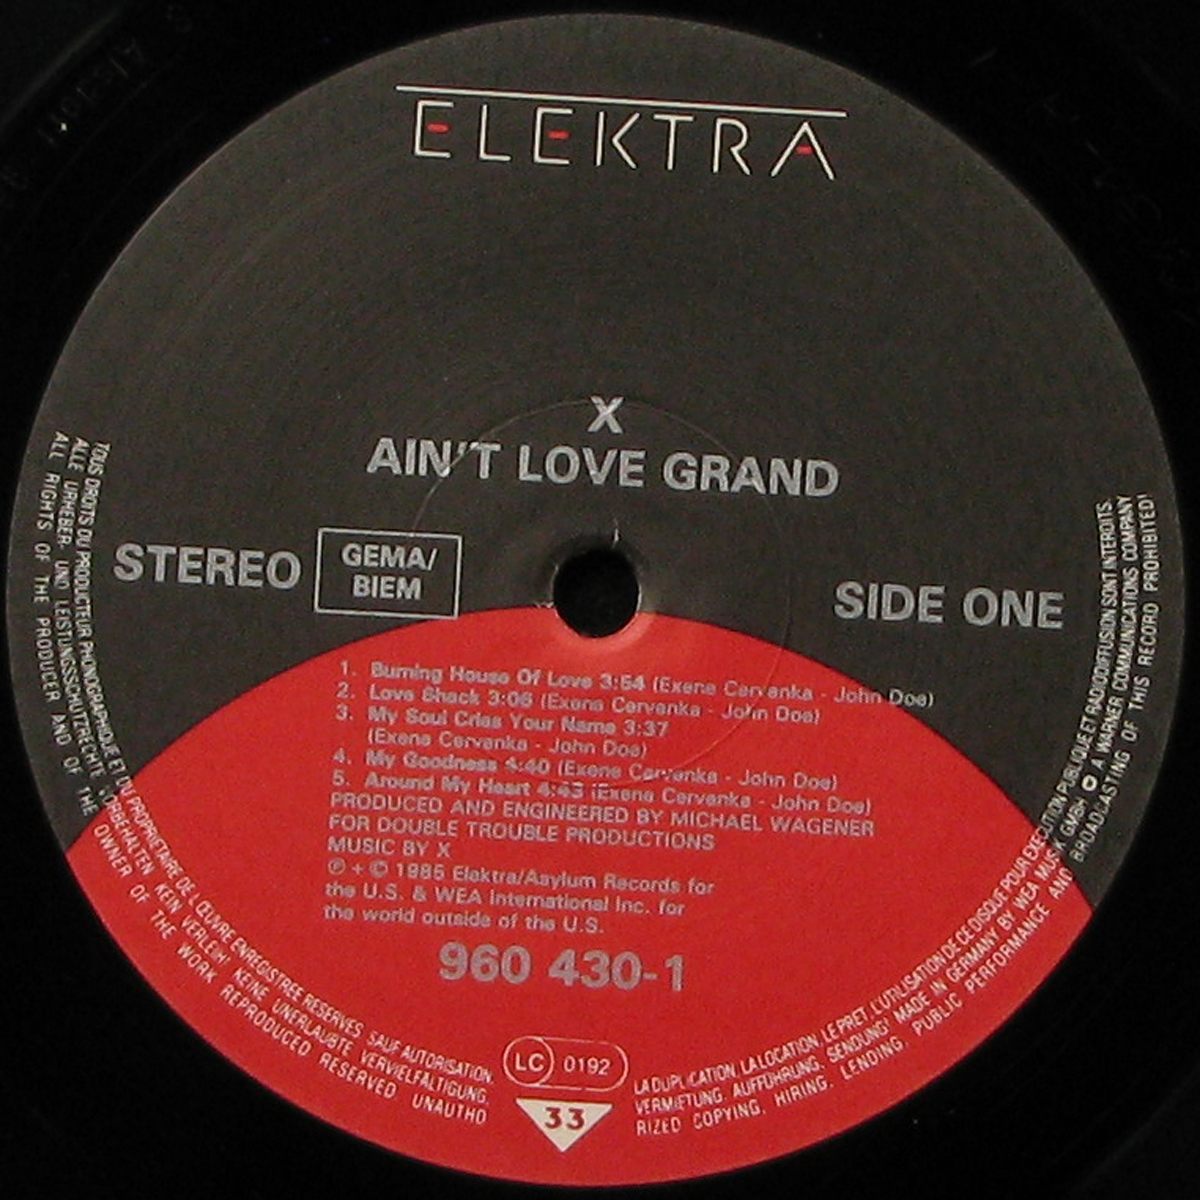 ELEKTRA
X
AIN'T LOVE GRAND
STEREO
GEMA/
BIEM
SIDE ONE
1. Burning House Of Love 3:54 (Exene Cervenka - John Doe)
2. Love Shack 3:06 (Exene Cervenka - John Doe)
3. My Soul Cries Your Name 3:37
(Exene Cervenka - John Doe)
4. My Goodness 4:40 (Exene Cervenka - John Doe)
5. Around My Heart 4:43 (Exene Cervenka - John Doe)
PRODUCED AND ENGINEERED BY MICHAEL WAGENER
FOR DOUBLE TROUBLE PRODUCTIONS
MUSIC BY X
℗ + © 1985 Elektra/Asylum Records for
the U.S. & WEA International Inc. for
the world outside of the U.S.
960 430-1
LC 0192
33
TOUS DROITS DU PRODUCTEUR PHONOGRAPHIQUE ET DU PROPRIETAIRE DE L'ŒUVRE ENREGISTREE RESERVES. SAUF AUTORISATION, LA DUPLICATION, LA LOCATION, LE PRET, L'UTILISATION DE CE DISQUE POUR EXECUTION PUBLIQUE ET RADIODIFFUSION SONT INTERDITS.
ALLE URHEBER- UND LEISTUNGSSCHUTZRECHTE VORBEHALTEN. KEIN VERLEIH! KEINE UNERLAUBTE VERVIELFÄLTIGUNG, VERMIETUNG, AUFFÜHRUNG, SENDUNG! MADE IN GERMANY BY WEA MUSIK GMBH A WARNER COMMUNICATIONS COMPANY
ALL RIGHTS OF THE PRODUCER AND OF THE OWNER OF THE WORK REPRODUCED RESERVED UNAUTHORIZED COPYING, HIRING, LENDING, PUBLIC PERFORMANCE AND BROADCASTING OF THIS RECORD PROHIBITED!